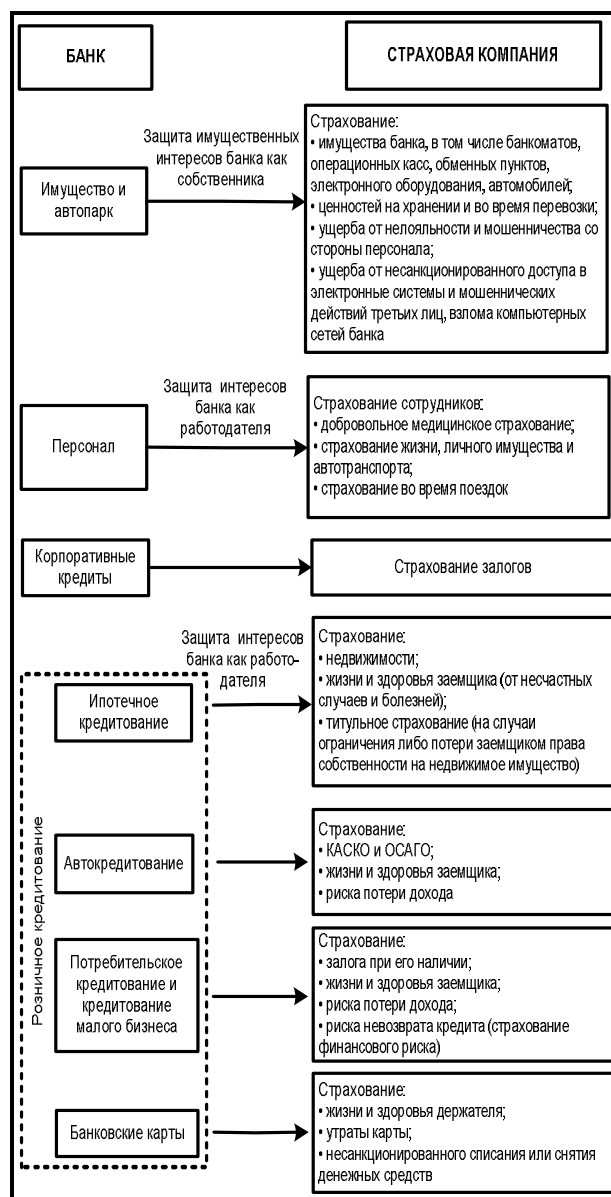 БАНК
СТРАХОВАЯ КОМПАНИЯ
Защита имущественных
интересов банка как
собственника
Имущество и
автопарк
Страхование:
• имущества банка, в том числе банкоматов,
операционных касс, обменных пунктов,
электронного оборудования, автомобилей;
• ценностей на хранении и во время перевозки;
• ущерба от нелояльности и мошенничества со
стороны персонала;
• ущерба от несанкционированного доступа в
электронные системы и мошеннических
действий третьих лиц, взлома компьютерных
сетей банка
Защита интересов
банка как
работодателя
Персонал
Страхование сотрудников:
• добровольное медицинское страхование;
• страхование жизни, личного имущества и
автотранспорта;
• страхование во время поездок
Корпоративные
кредиты
Страхование залогов
Защита интересов
банка как работо-
дателя
Розничное кредитование
Ипотечное
кредитование
Страхование:
• недвижимости;
• жизни и здоровья заемщика (от несчастных
случаев и болезней);
• титульное страхование (на случаи
ограничения либо потери заемщиком права
собственности на недвижимое имущество)
Автокредитование
Страхование:
• КАСКО и ОСАГО;
• жизни и здоровья заемщика;
• риска потери дохода
Потребительское
кредитование и
кредитование
малого бизнеса
Страхование:
• залога при его наличии;
• жизни и здоровья заемщика;
• риска потери дохода;
• риска невозврата кредита (страхование
финансового риска)
Банковские карты
Страхование:
• жизни и здоровья держателя;
• утраты карты;
• несанкционированного списания или снятия
денежных средств